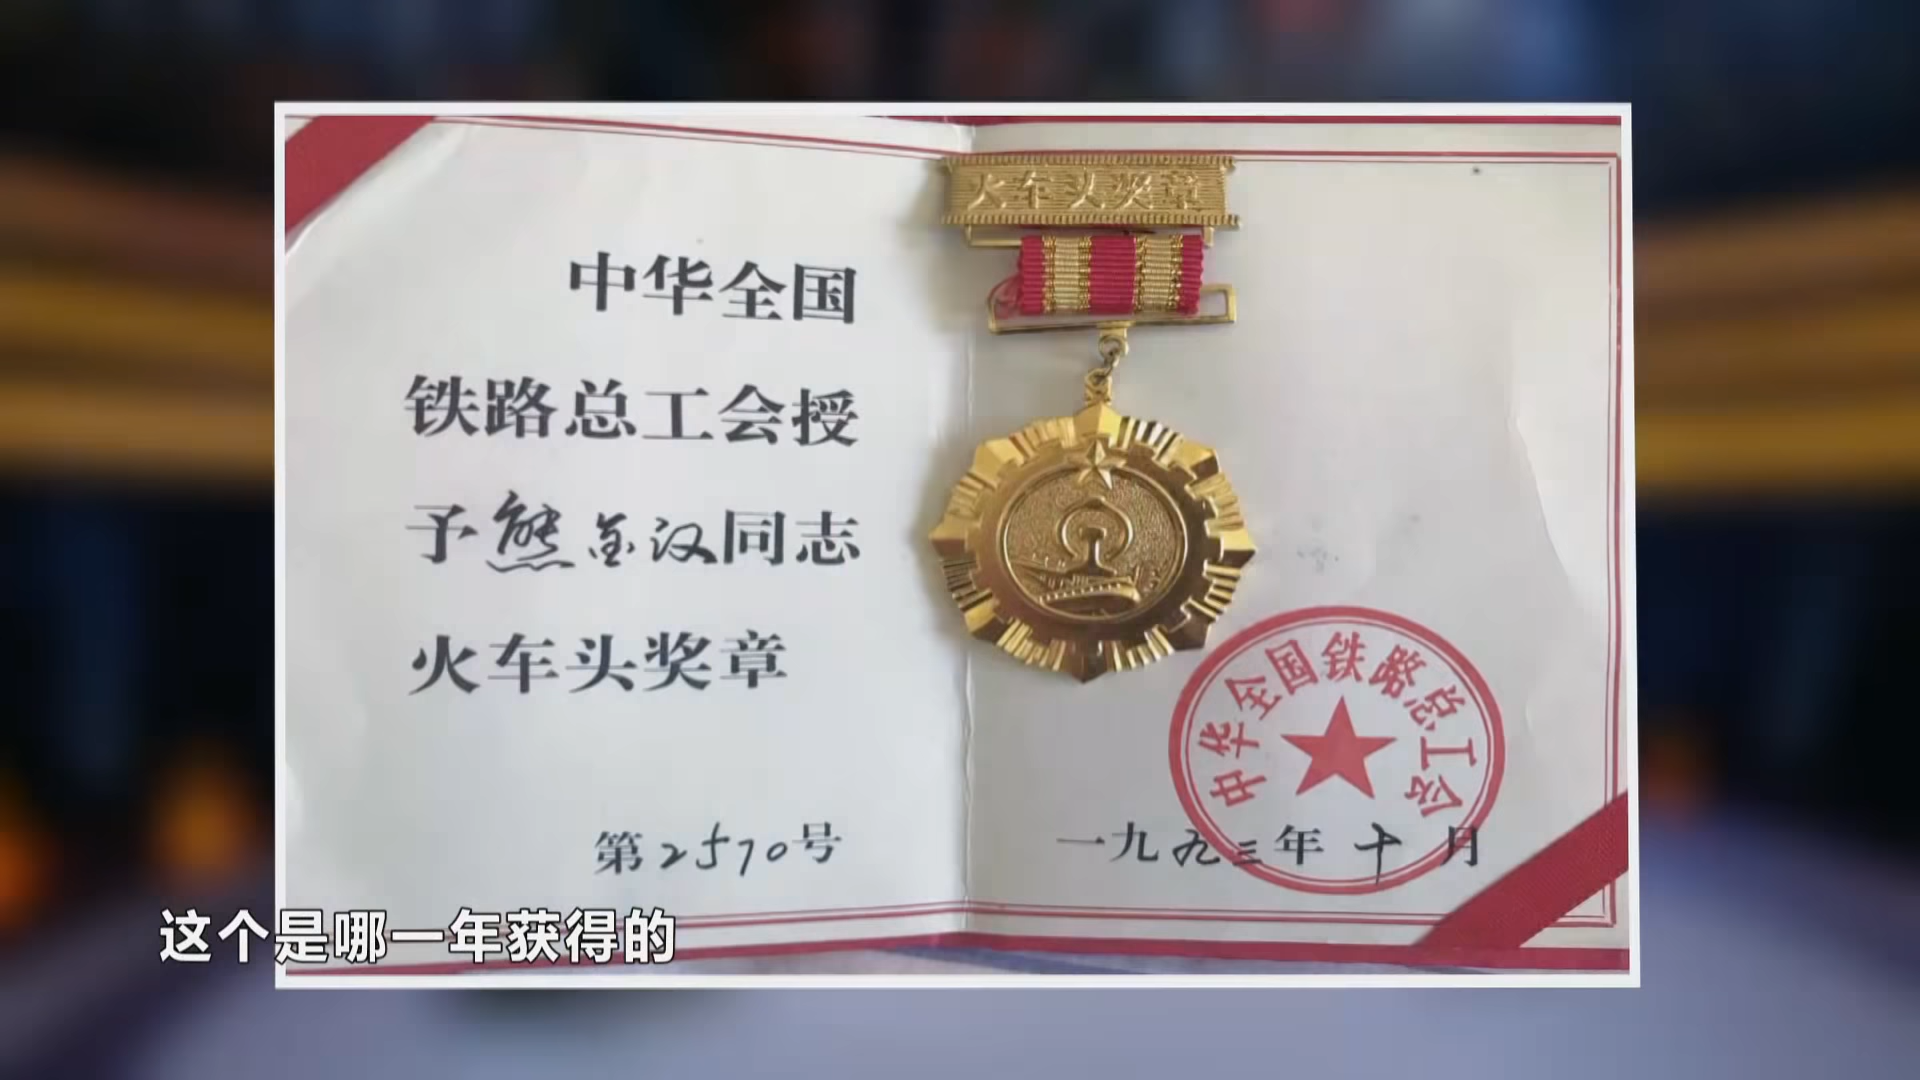 火车头奖章
中华全国
铁路总工会授
予熊金汉同志
火车头奖章
第2570号
中华全国铁路总工会
一九九三年十月
这个是哪一年获得的